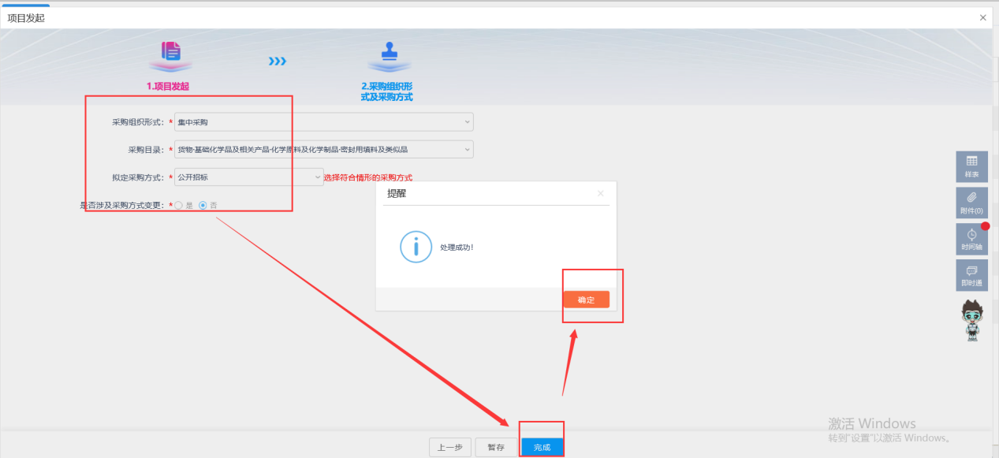 项目发起
1.项目发起
2.采购组织形
式及采购方式
采购组织形式: * 集中采购
采购目录: * 货物-基础化学品及相关产品-化学原料及化学制品-密封用填料及类似品
拟定采购方式: * 公开招标 选择符合情形的采购方式
是否涉及采购方式变更: * 是 否
提醒
处理成功!
确定
样表
附件(0)
时间轴
即时通
激活 Windows
转到"设置"以激活 Windows。
上一步 暂存 完成